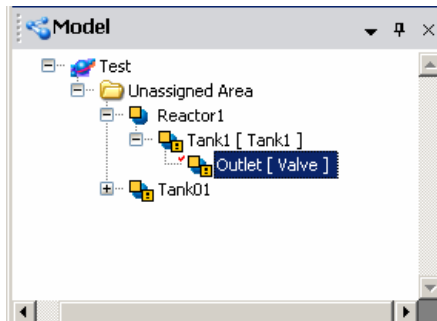 Model
Test
Unassigned Area
Reactor1
Tank1 [ Tank1 ]
Outlet [ Valve ]
Tank01